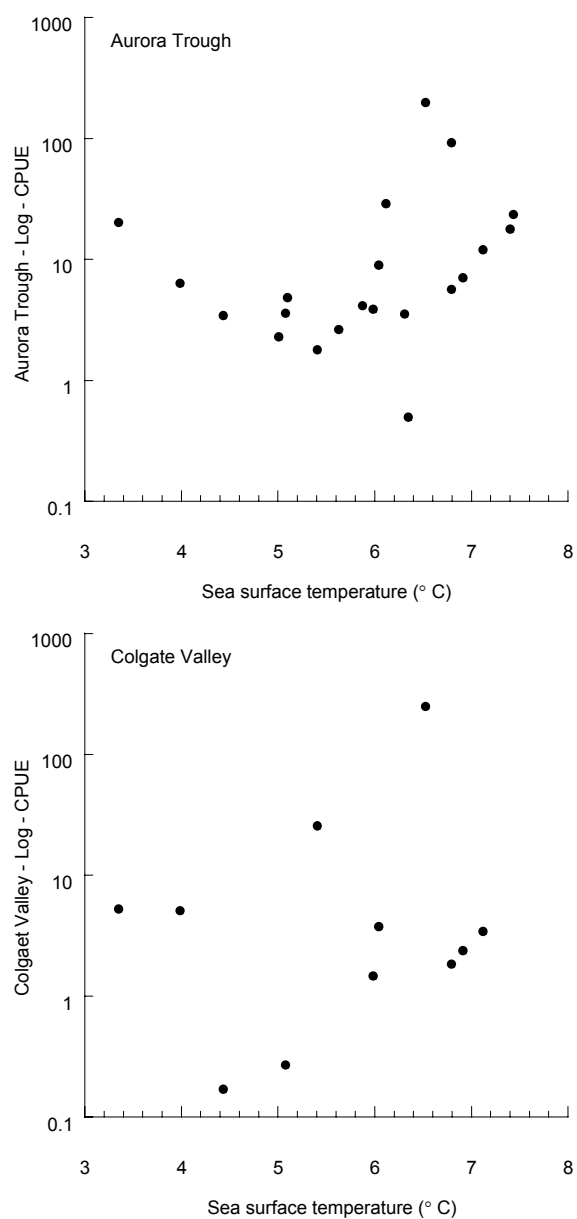 1000
Aurora Trough
100
10
1
0.1
Aurora Trough - Log - CPUE
3 4 5 6 7 8
Sea surface temperature (° C)
1000
Colgate Valley
100
10
1
0.1
Colgaet Valley - Log - CPUE
3 4 5 6 7 8
Sea surface temperature (° C)